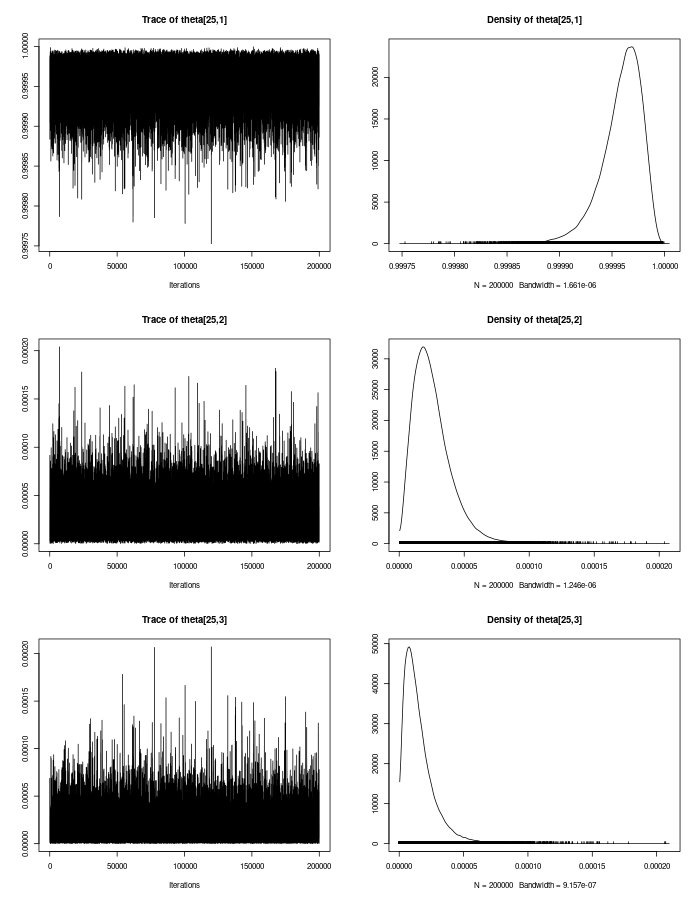 Trace of theta[25,1]
0.99975 0.99980 0.99985 0.99990 0.99995 1.00000
0 50000 100000 150000 200000
Iterations
Density of theta[25,1]
0 5000 10000 15000 20000
0.99975 0.99980 0.99985 0.99990 0.99995 1.00000
N = 200000 Bandwidth = 1.661e-06
Trace of theta[25,2]
0.00000 0.00005 0.00010 0.00015 0.00020
0 50000 100000 150000 200000
Iterations
Density of theta[25,2]
0 5000 10000 15000 20000 25000 30000
0.00000 0.00005 0.00010 0.00015 0.00020
N = 200000 Bandwidth = 1.246e-06
Trace of theta[25,3]
0.00000 0.00005 0.00010 0.00015 0.00020
0 50000 100000 150000 200000
Iterations
Density of theta[25,3]
0 10000 20000 30000 40000 50000
0.00000 0.00005 0.00010 0.00015 0.00020
N = 200000 Bandwidth = 9.157e-07